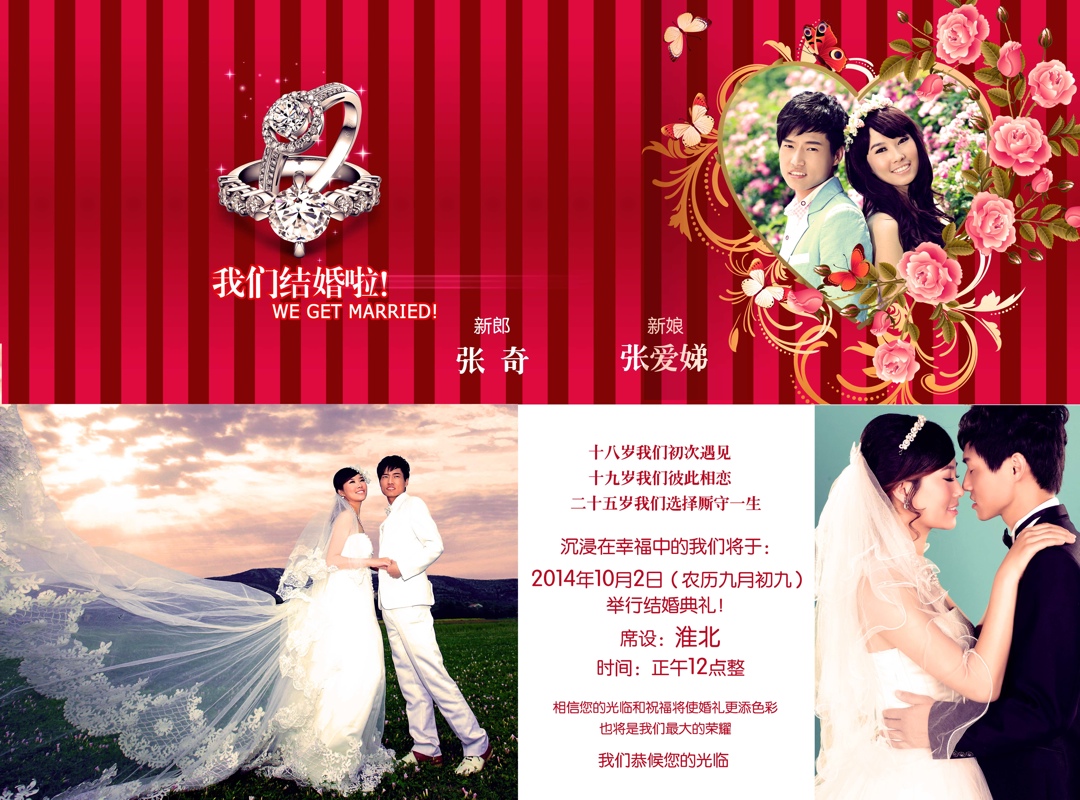 我们结婚啦!
WE GET MARRIED!
新郎
张 奇
新娘
张爱娣
十八岁我们初次遇见
十九岁我们彼此相恋
二十五岁我们选择厮守一生
沉浸在幸福中的我们将于：
2014年10月2日（农历九月初九）
举行结婚典礼！
席设：淮北
时间：正午12点整
相信您的光临和祝福将使婚礼更添色彩
也将是我们最大的荣耀
我们恭候您的光临